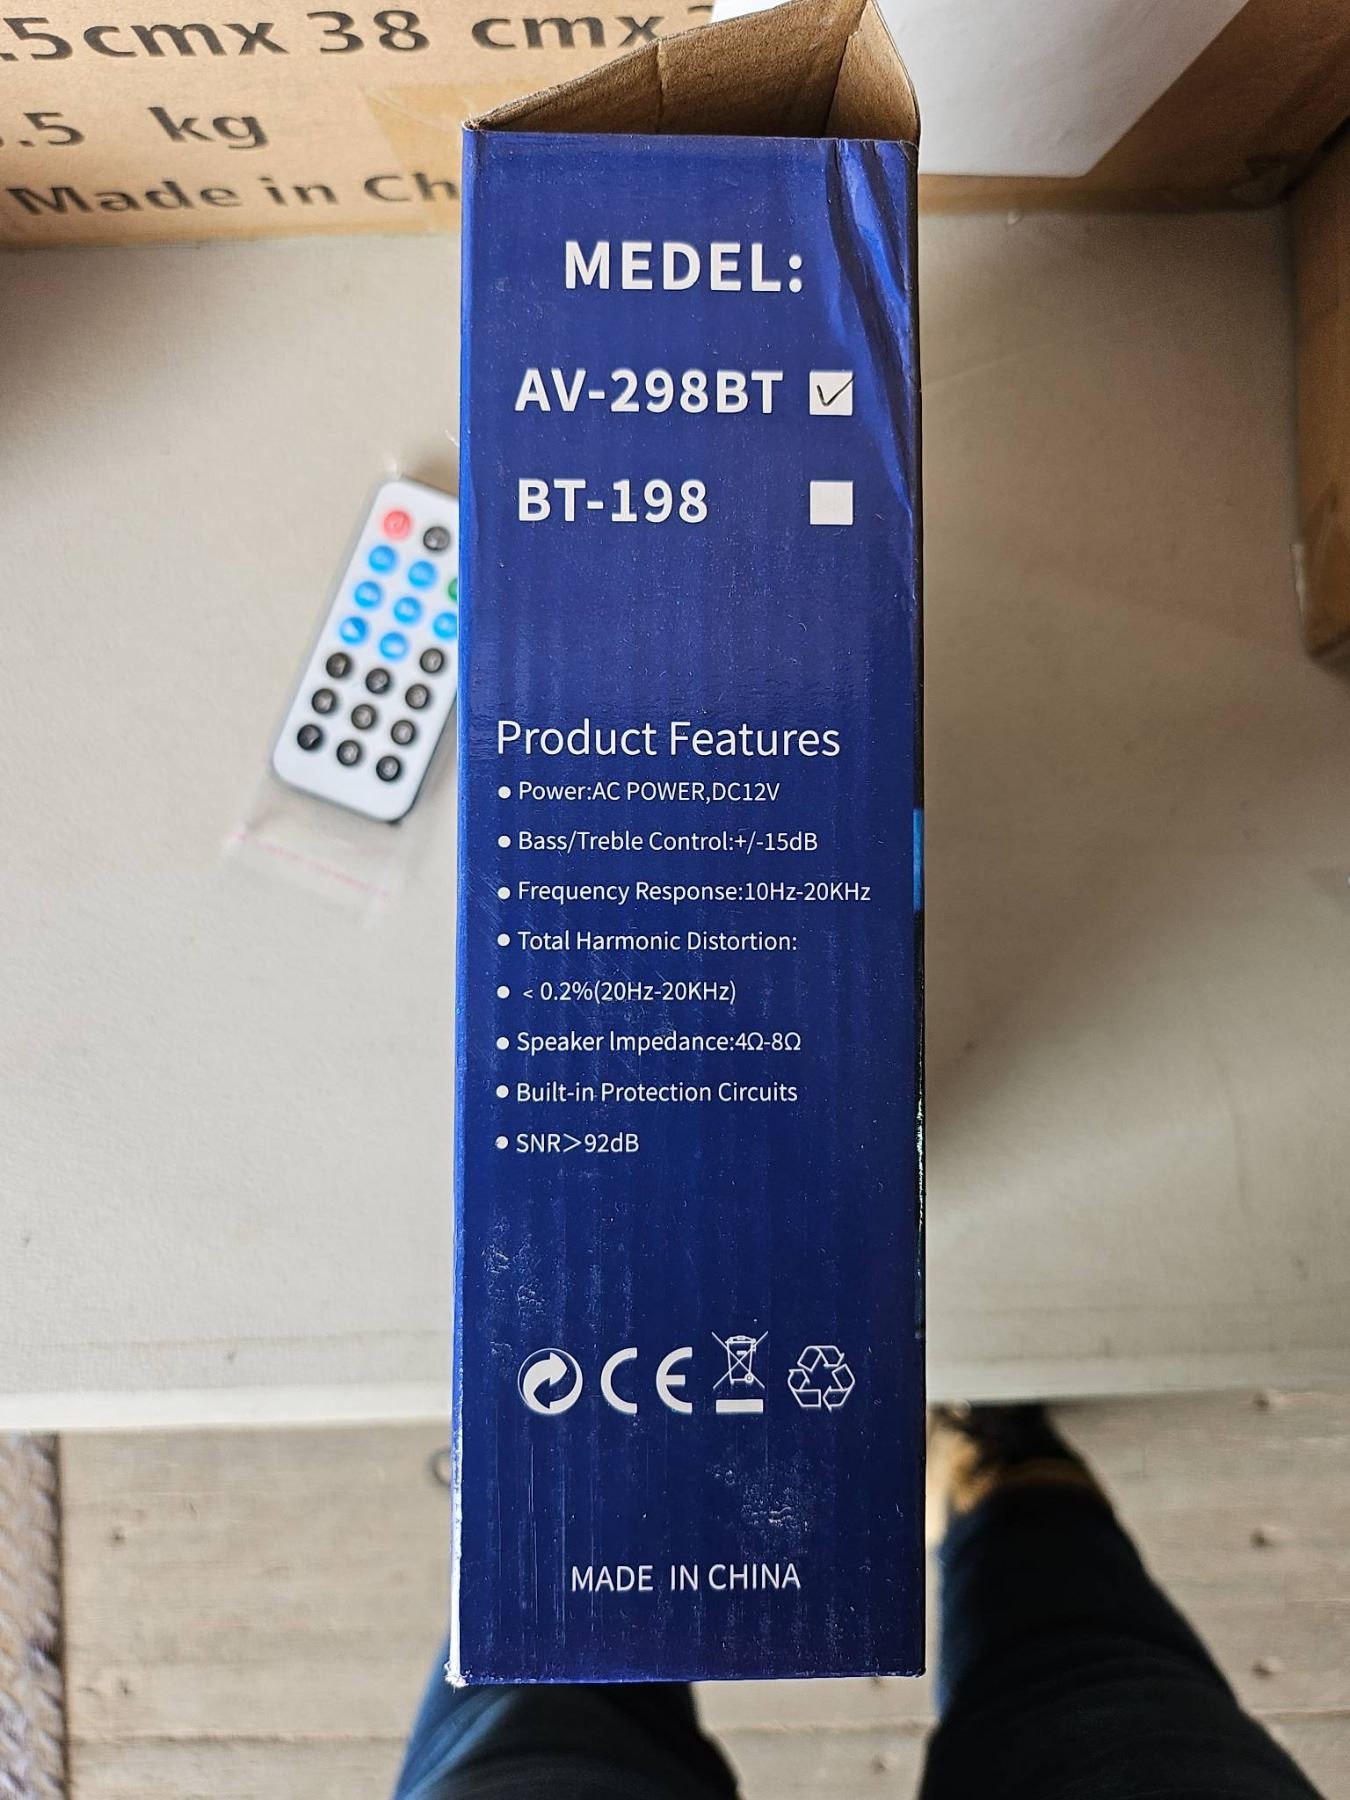 5cmx 38 cmx
.5 kg
Made in Ch
MEDEL:
AV-298BT
BT-198
Product Features
• Power:AC POWER,DC12V
• Bass/Treble Control:+/-15dB
• Frequency Response:10Hz-20KHz
• Total Harmonic Distortion:
• < 0.2%(20Hz-20KHz)
• Speaker Impedance:4Ω-8Ω
• Built-in Protection Circuits
• SNR>92dB
CE
MADE IN CHINA